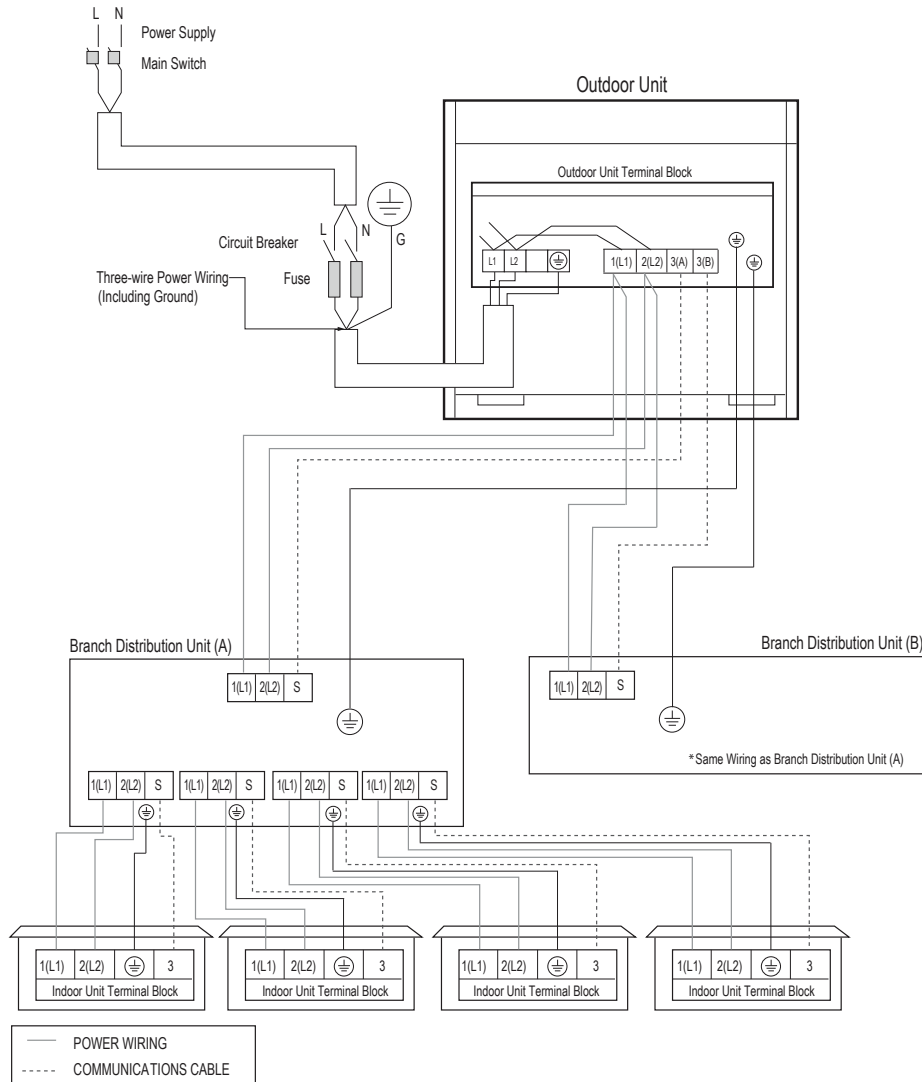 L N
Power Supply
Main Switch
Outdoor Unit
Outdoor Unit Terminal Block
L N
G
Circuit Breaker
Fuse
Three-wire Power Wiring
(Including Ground)
L1 L2
1(L1) 2(L2) 3(A) 3(B)
Branch Distribution Unit (A)
1(L1) 2(L2) S
Branch Distribution Unit (B)
1(L1) 2(L2) S
*Same Wiring as Branch Distribution Unit (A)
1(L1) 2(L2) S
1(L1) 2(L2) S
1(L1) 2(L2) S
1(L1) 2(L2) S
1(L1) 2(L2) 3
Indoor Unit Terminal Block
1(L1) 2(L2) 3
Indoor Unit Terminal Block
1(L1) 2(L2) 3
Indoor Unit Terminal Block
1(L1) 2(L2) 3
Indoor Unit Terminal Block
POWER WIRING
COMMUNICATIONS CABLE